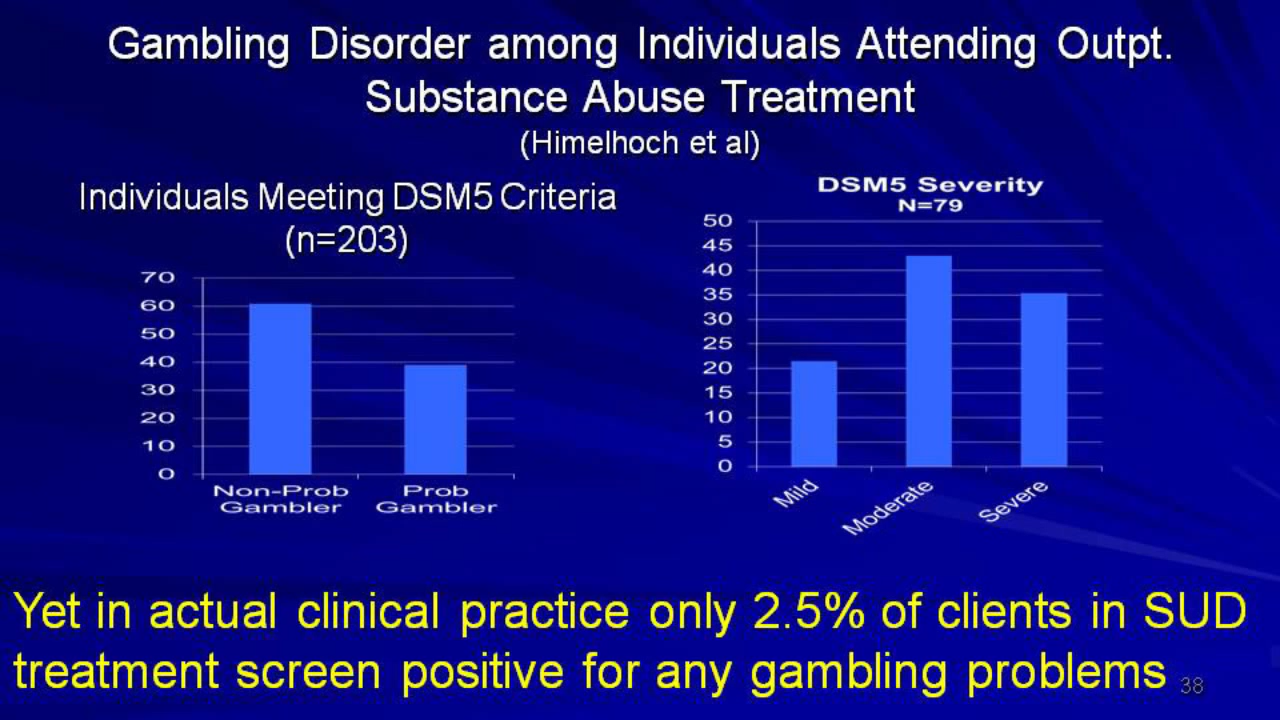 Gambling Disorder among Individuals Attending Outpt.
Substance Abuse Treatment
(Himelhoch et al)
Individuals Meeting DSM5 Criteria
(n=203)
70
60
50
40
30
20
10
0
Non-Prob
Gambler
Prob
Gambler
DSM5 Severity
N=79
50
45
40
35
30
25
20
15
10
5
0
Mild
Moderate
Severe
Yet in actual clinical practice only 2.5% of clients in SUD
treatment screen positive for any gambling problems
38